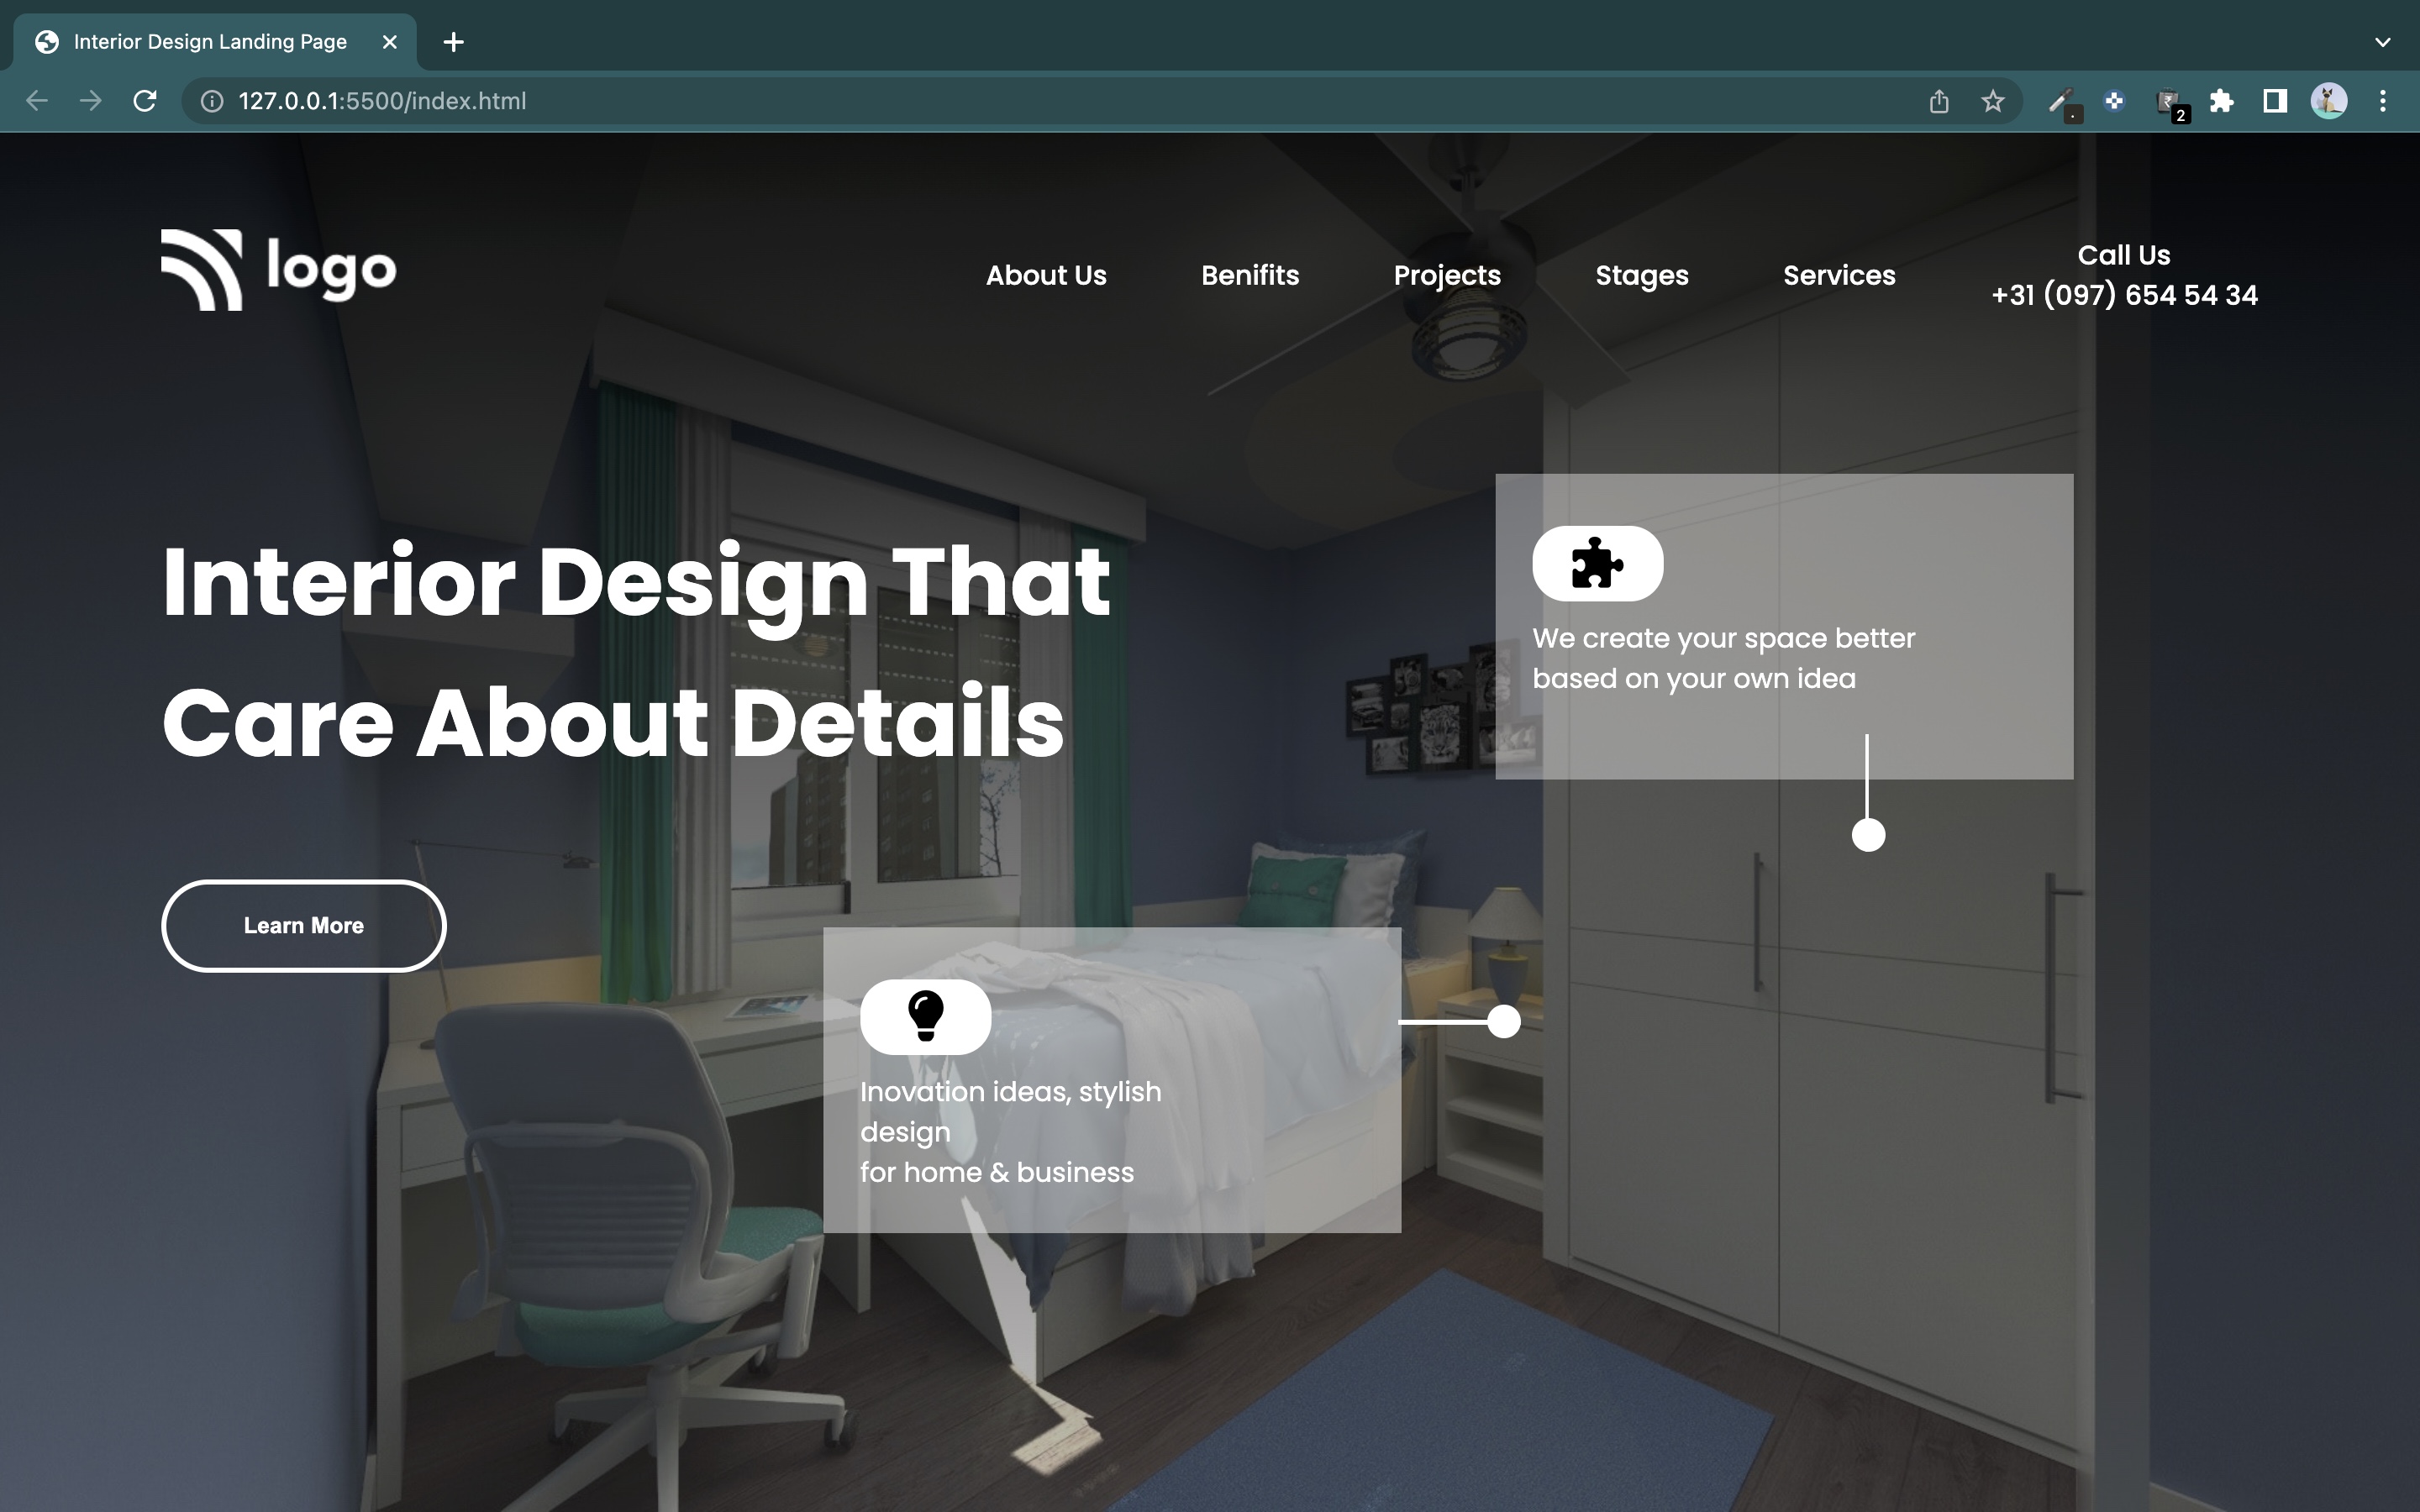 Interior Design Landing Page
127.0.0.1:5500/index.html
.
2
logo
About Us
Benifits
Projects
Stages
Services
Call Us
+31 (097) 654 54 34
Interior Design That
Care About Details
Learn More
We create your space better
based on your own idea
Inovation ideas, stylish
design
for home & business